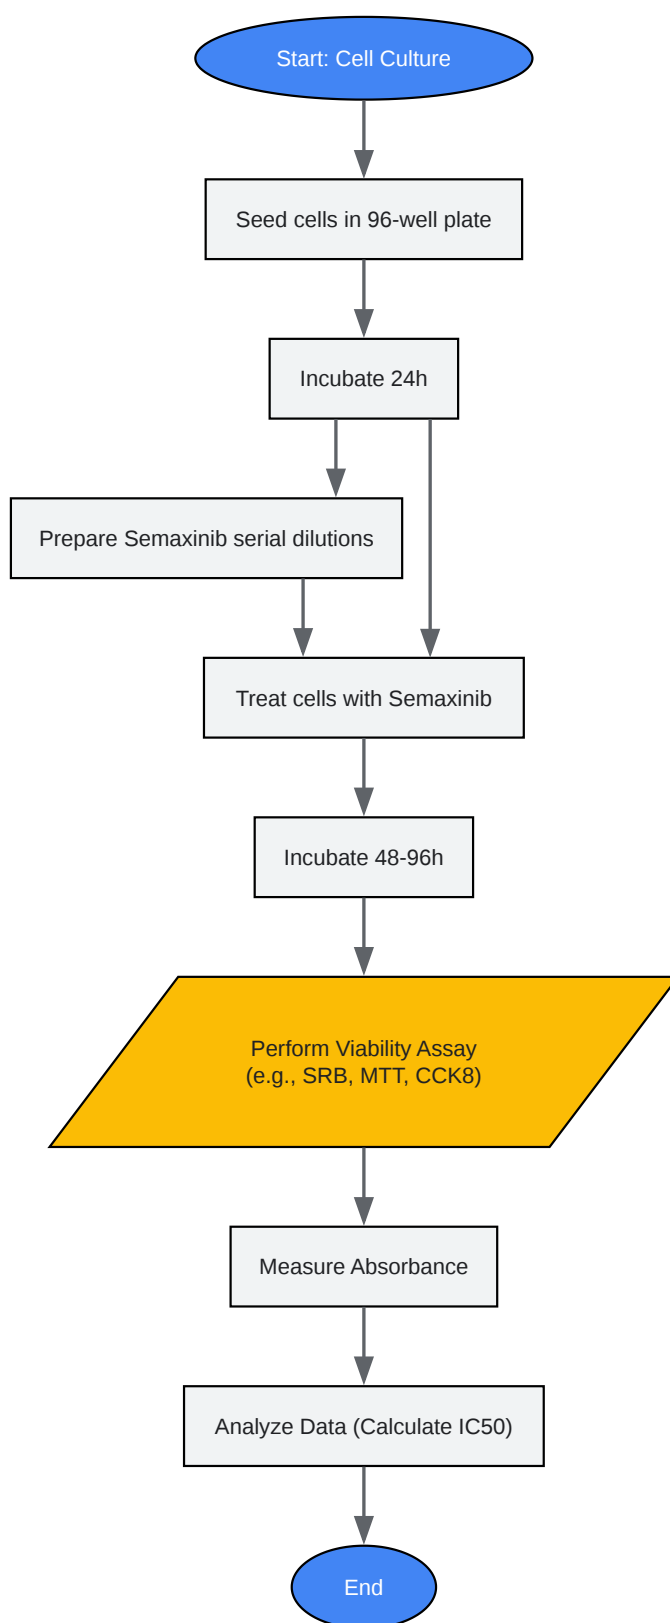 Start: Cell Culture
Seed cells in 96-well plate
Incubate 24h
Prepare Semaxinib serial dilutions
Treat cells with Semaxinib
Incubate 48-96h
Perform Viability Assay
(e.g., SRB, MTT, CCK8)
Measure Absorbance
Analyze Data (Calculate IC50)
End